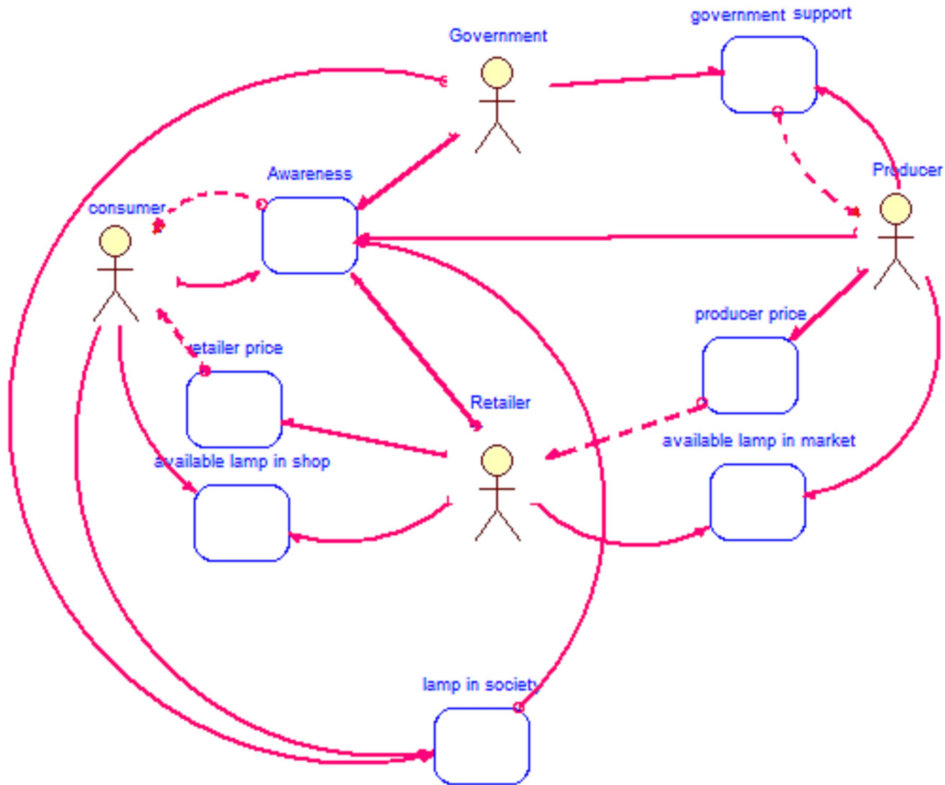 government support
Government
Producer
Awareness
consumer
producer price
retailer price
Retailer
available lamp in market
available lamp in shop
lamp in society